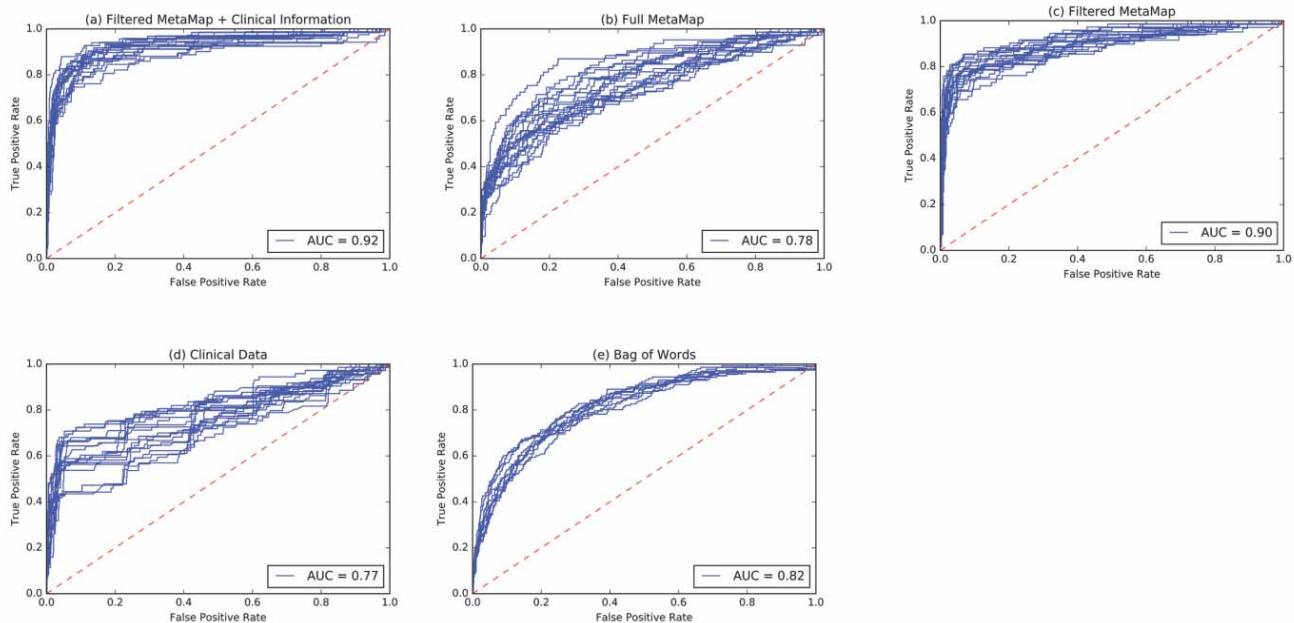 (a) Filtered MetaMap + Clinical Information
1.0
0.8
0.6
0.4
0.2
0.0
True Positive Rate
AUC = 0.92
0.0 0.2 0.4 0.6 0.8 1.0
False Positive Rate
(b) Full MetaMap
1.0
0.8
0.6
0.4
0.2
0.0
True Positive Rate
AUC = 0.78
0.0 0.2 0.4 0.6 0.8 1.0
False Positive Rate
(c) Filtered MetaMap
1.0
0.8
0.6
0.4
0.2
0.0
True Positive Rate
AUC = 0.90
0.0 0.2 0.4 0.6 0.8 1.0
False Positive Rate
(d) Clinical Data
1.0
0.8
0.6
0.4
0.2
0.0
True Positive Rate
AUC = 0.77
0.0 0.2 0.4 0.6 0.8 1.0
False Positive Rate
(e) Bag of Words
1.0
0.8
0.6
0.4
0.2
0.0
True Positive Rate
AUC = 0.82
0.0 0.2 0.4 0.6 0.8 1.0
False Positive Rate